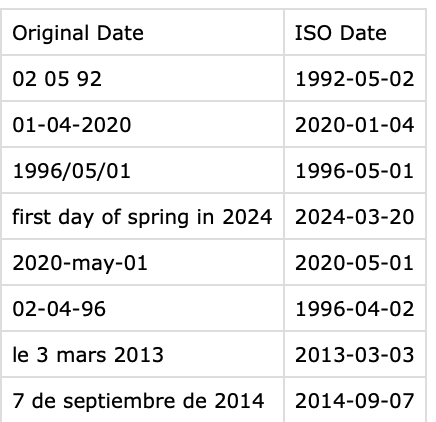 Original Date ISO Date
02 05 92 1992-05-02
01-04-2020 2020-01-04
1996/05/01 1996-05-01
first day of spring in 2024 2024-03-20
2020-may-01 2020-05-01
02-04-96 1996-04-02
le 3 mars 2013 2013-03-03
7 de septiembre de 2014 2014-09-07